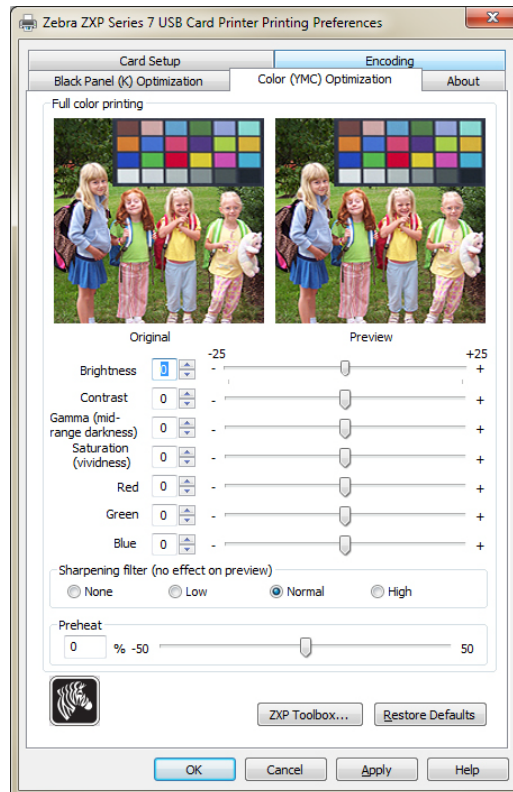 Zebra ZXP Series 7 USB Card Printer Printing Preferences
Card Setup Encoding
Black Panel (K) Optimization Color (YMC) Optimization About
Full color printing
Original Preview
-25 +25
Brightness 0 - +
Contrast 0 - +
Gamma (mid-
range darkness) 0 - +
Saturation
(vividness) 0 - +
Red 0 - +
Green 0 - +
Blue 0 - +
Sharpening filter (no effect on preview)
None Low Normal High
Preheat
0 % -50 50
ZXP Toolbox... Restore Defaults
OK Cancel Apply Help